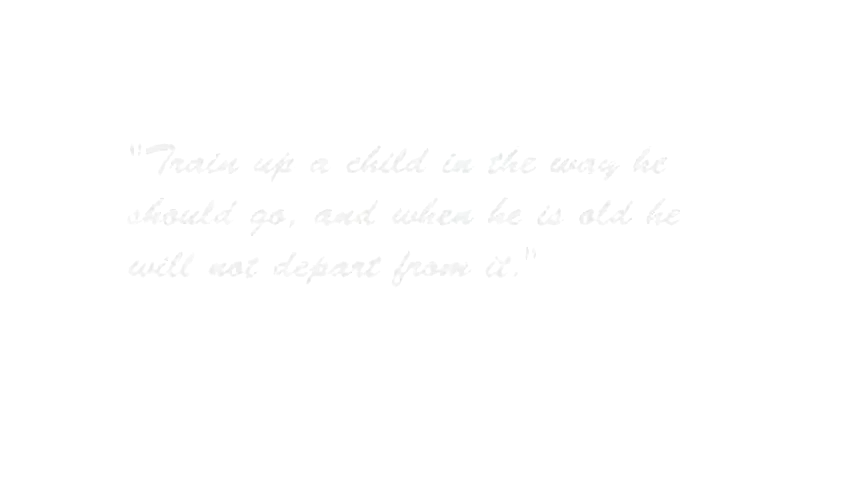 "Train up a child in the way he
should go, and when he is old he
will not depart from it."